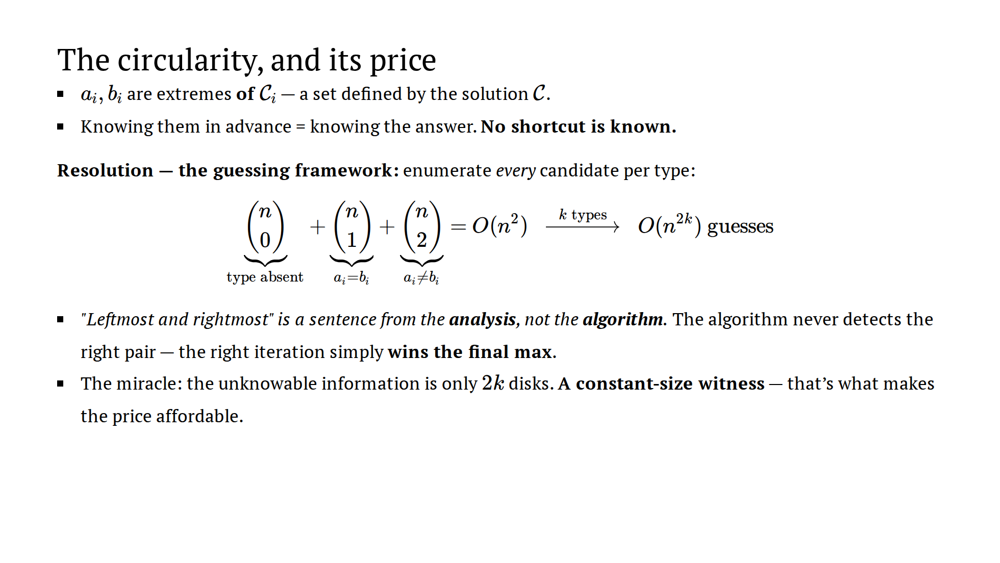 The circularity, and its price
▪ aᵢ, bᵢ are extremes of 𝒞ᵢ — a set defined by the solution 𝒞.
▪ Knowing them in advance = knowing the answer. No shortcut is known.
Resolution — the guessing framework: enumerate every candidate per type:
$\underbrace{\binom{n}{0}}_{\text{type absent}} + \underbrace{\binom{n}{1}}_{a_i = b_i} + \underbrace{\binom{n}{2}}_{a_i \neq b_i} = O(n^2) \xrightarrow{k \text{ types}} O(n^{2k}) \text{ guesses}$
▪ "Leftmost and rightmost" is a sentence from the analysis, not the algorithm. The algorithm never detects the
right pair — the right iteration simply wins the final max.
▪ The miracle: the unknowable information is only 2k disks. A constant-size witness — that’s what makes
the price affordable.